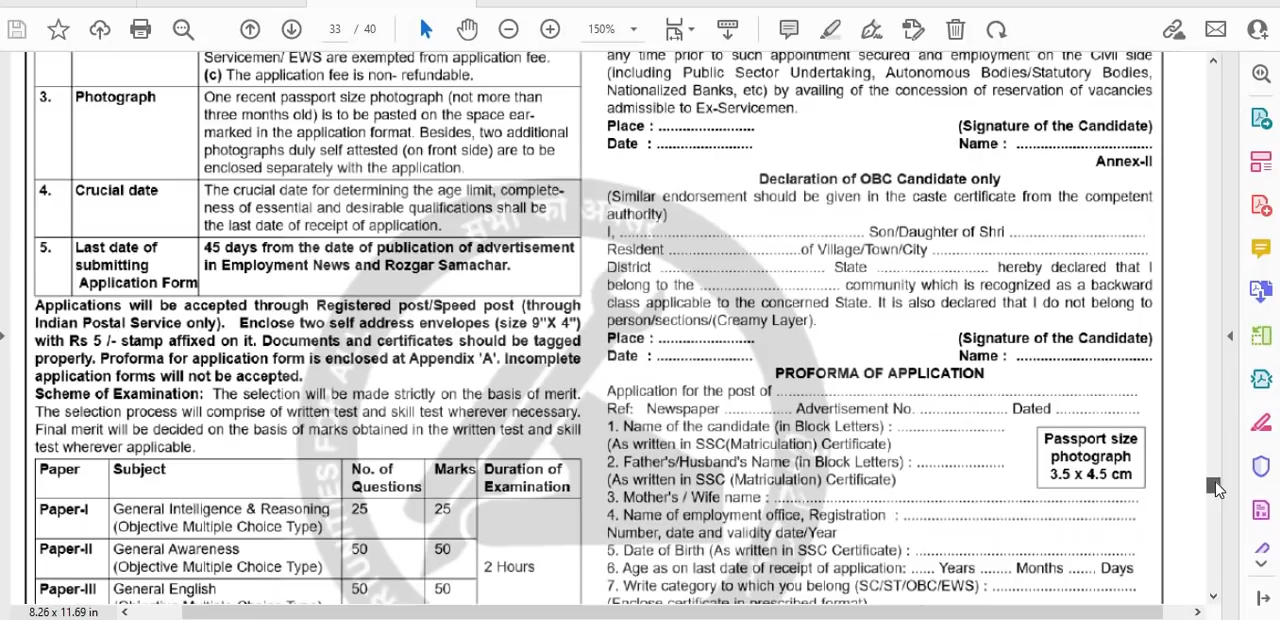 33 / 40
150%
Servicemen/ EWS are exempted from application fee.
(c) The application fee is non- refundable.
3. Photograph One recent passport size photograph (not more than
three months old) is to be pasted on the space ear-
marked in the application format. Besides, two additional
photographs duly self attested (on front side) are to be
enclosed separately with the application.
4. Crucial date The crucial date for determining the age limit, complete-
ness of essential and desirable qualifications shall be
the last date of receipt of application.
5. Last date of 45 days from the date of publication of advertisement
submitting in Employment News and Rozgar Samachar.
Application Form
Applications will be accepted through Registered post/Speed post (through
Indian Postal Service only). Enclose two self address envelopes (size 9"X 4")
with Rs 5 /- stamp affixed on it. Documents and certificates should be tagged
properly. Proforma for application form is enclosed at Appendix 'A'. Incomplete
application forms will not be accepted.
Scheme of Examination: The selection will be made strictly on the basis of merit.
The selection process will comprise of written test and skill test wherever necessary.
Final merit will be decided on the basis of marks obtained in the written test and skill
test wherever applicable.
Paper Subject No. of Questions Marks Duration of Examination
Paper-I General Intelligence & Reasoning 25 25
(Objective Multiple Choice Type)
Paper-II General Awareness 50 50
(Objective Multiple Choice Type) 2 Hours
Paper-III General English 50 50
(Objective Multiple Choice Type)
any time prior to such appointment secured and employment on the Civil side
(including Public Sector Undertaking, Autonomous Bodies/Statutory Bodies,
Nationalized Banks, etc) by availing of the concession of reservation of vacancies
admissible to Ex-Servicemen.
Place : ........................ (Signature of the Candidate)
Date : ........................ Name : ..................................
Annex-II
Declaration of OBC Candidate only
(Similar endorsement should be given in the caste certificate from the competent
authority)
I, ............................................................ Son/Daughter of Shri .................................
Resident .................................of Village/Town/City ....................................................
District ........................................ State ........................... hereby declared that I
belong to the .................................. community which is recognized as a backward
class applicable to the concerned State. It is also declared that I do not belong to
person/sections/(Creamy Layer).
Place : ........................ (Signature of the Candidate)
Date : ........................ Name : ..................................
PROFORMA OF APPLICATION
Application for the post of ....................................................................................
Ref: Newspaper ................ Advertisement No. .................... Dated ....................
1. Name of the candidate (in Block Letters) : ..........................
(As written in SSC(Matriculation) Certificate)
2. Father's/Husband's Name (in Block Letters) : .....................
(As written in SSC (Matriculation) Certificate)
Passport size
photograph
3.5 x 4.5 cm
3. Mother's / Wife name : .......................................................................................
4. Name of employment office, Registration : .......................................................
Number, date and validity date/Year
5. Date of Birth (As written in SSC Certificate) : ....................................................
6. Age as on last date of receipt of application: ...... Years ....... Months ....... Days
7. Write category to which you belong (SC/ST/OBC/EWS) : ..................................
(Enclose certificate in prescribed format)
8.26 x 11.69 in